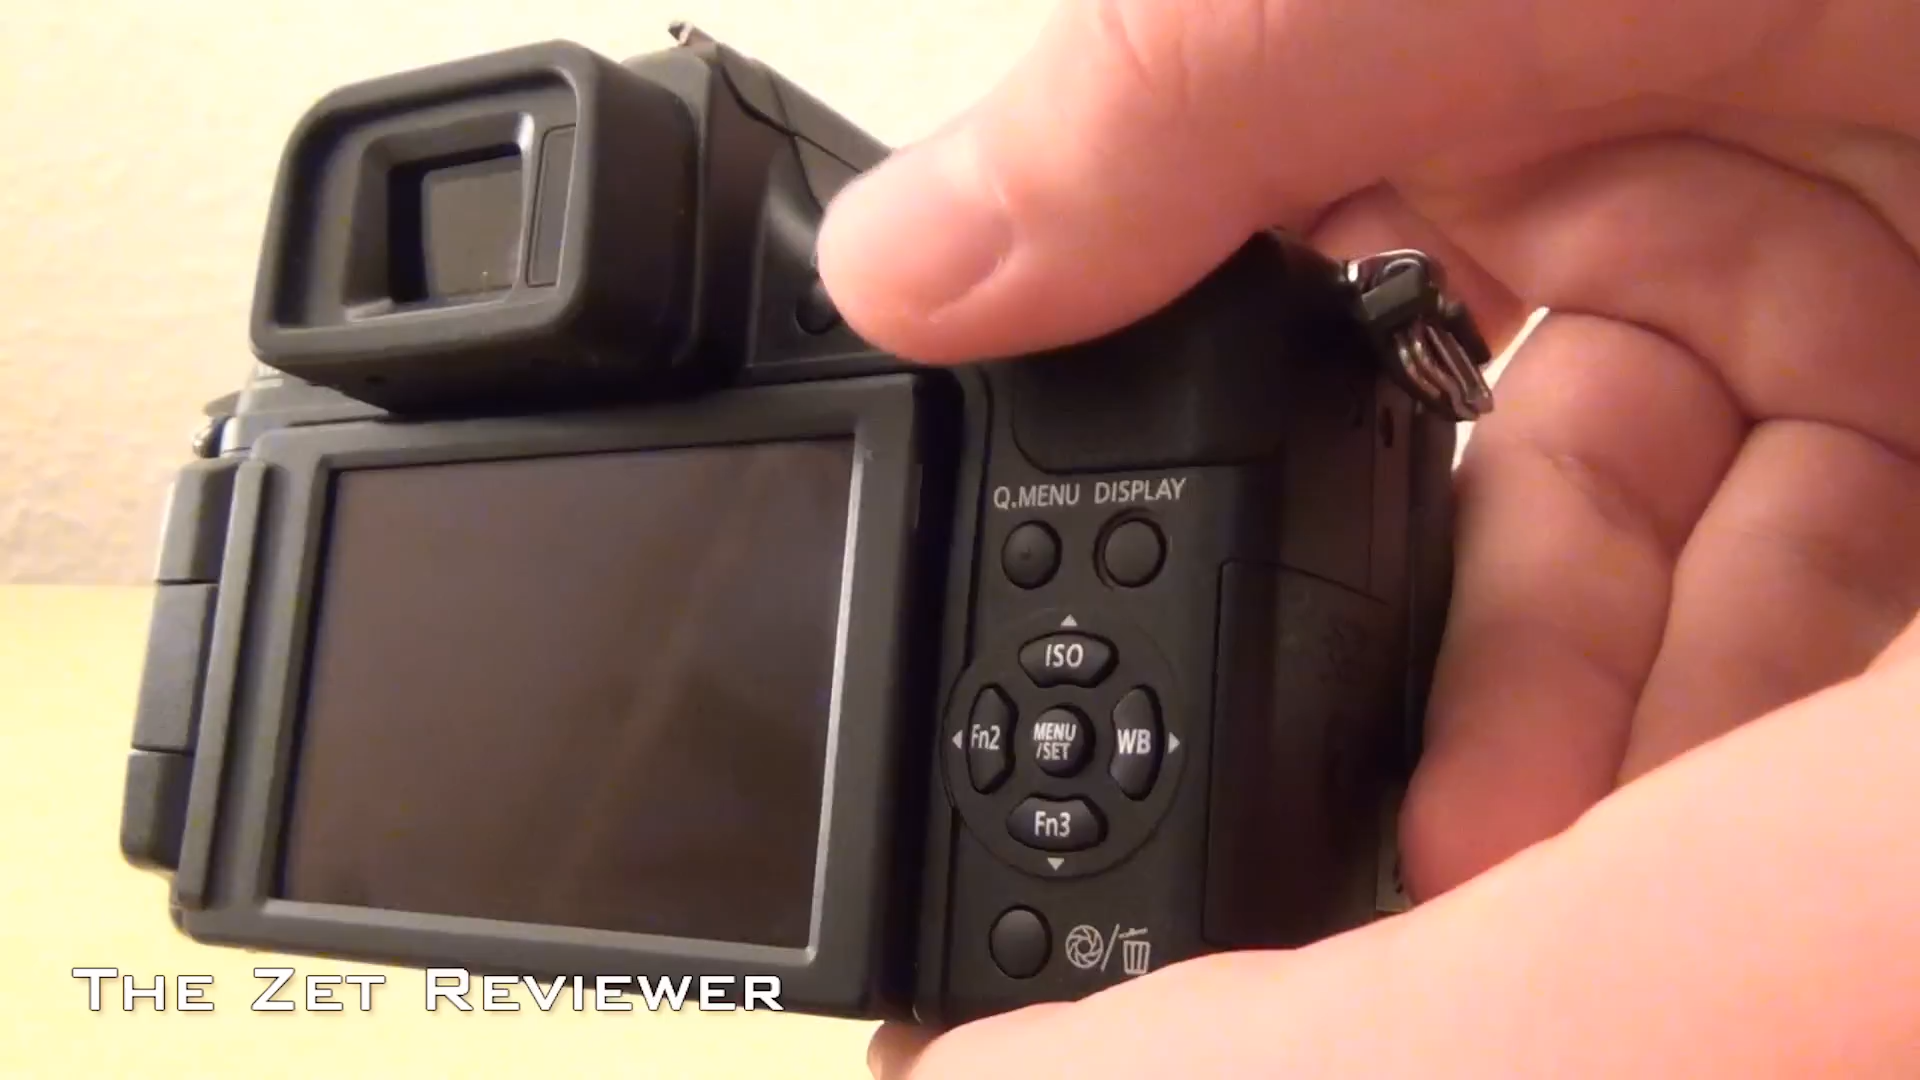 Q.MENU DISPLAY
ISO
Fn2
MENU
/SET
WB
Fn3
THE ZET REVIEWER